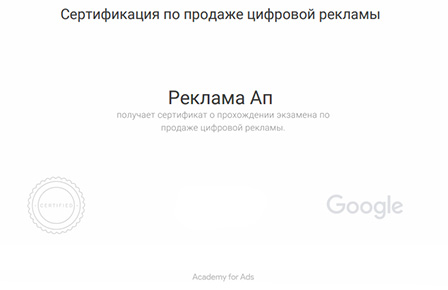 Сертификация по продаже цифровой рекламы
Реклама Ап
получает сертификат о прохождении экзамена по
продаже цифровой рекламы.
CERTIFIED
Google
Academy for Ads